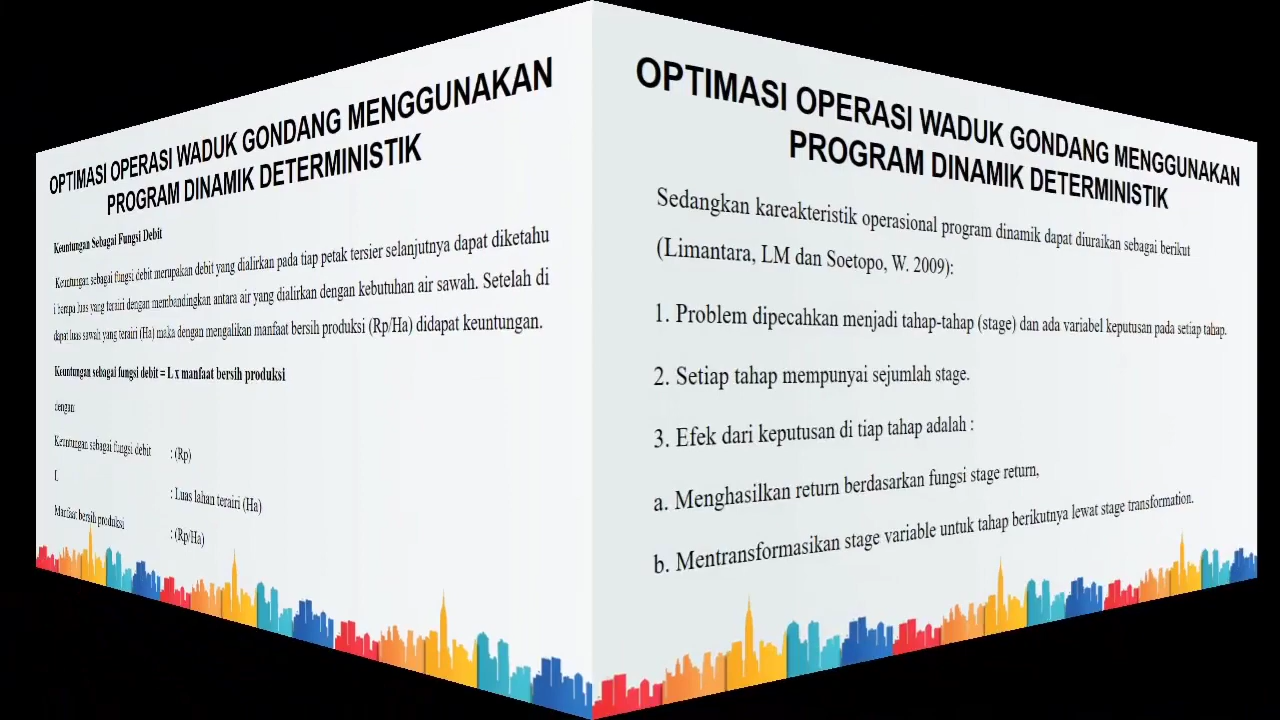 OPTIMASI OPERASI WADUK GONDANG MENGGUNAKAN
PROGRAM DINAMIK DETERMINISTIK
Keuntungan Sebagai Fungsi Debit
Keuntungan sebagai fungsi debit merupakan debit yang dialirkan pada tiap petak tersier selanjutnya dapat diketahu
i berapa luas yang terairi dengan membandingkan antara air yang dialirkan dengan kebutuhan air sawah. Setelah di
dapat luas sawah yang terairi (Ha) maka dengan mengalikan manfaat bersih produksi (Rp/Ha) didapat keuntungan.
Keuntungan sebagai fungsi debit = L x manfaat bersih produksi
dengan:
Keuntungan sebagai fungsi debit : (Rp)
L : Luas lahan terairi (Ha)
Manfaat bersih produksi : (Rp/Ha)
OPTIMASI OPERASI WADUK GONDANG MENGGUNAKAN
PROGRAM DINAMIK DETERMINISTIK
Sedangkan kareakteristik operasional program dinamik dapat diuraikan sebagai berikut
(Limantara, LM dan Soetopo, W. 2009):
1. Problem dipecahkan menjadi tahap-tahap (stage) dan ada variabel keputusan pada setiap tahap.
2. Setiap tahap mempunyai sejumlah stage.
3. Efek dari keputusan di tiap tahap adalah :
a. Menghasilkan return berdasarkan fungsi stage return,
b. Mentransformasikan stage variable untuk tahap berikutnya lewat stage transformation.